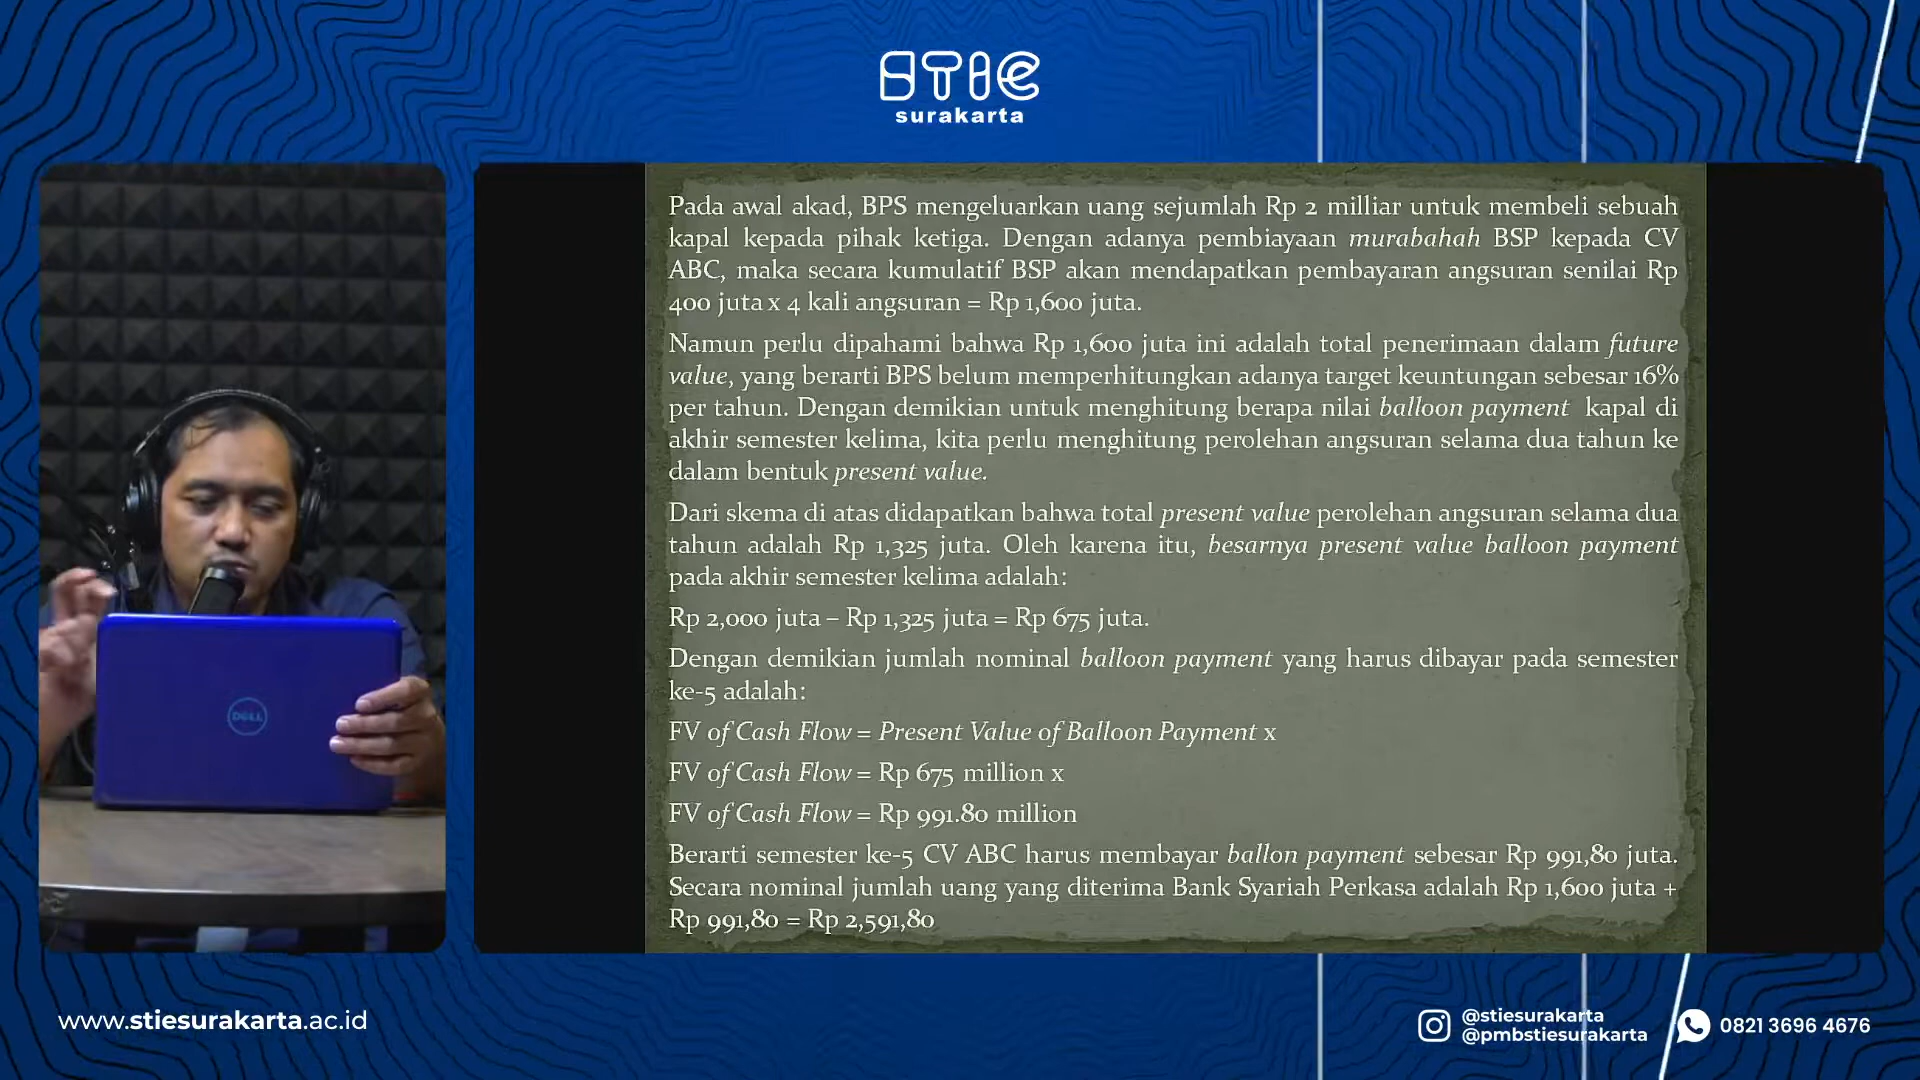 STIE
surakarta
Pada awal akad, BPS mengeluarkan uang sejumlah Rp 2 milliar untuk membeli sebuah
kapal kepada pihak ketiga. Dengan adanya pembiayaan murabahah BSP kepada CV
ABC, maka secara kumulatif BSP akan mendapatkan pembayaran angsuran senilai Rp
400 juta x 4 kali angsuran = Rp 1,600 juta.
Namun perlu dipahami bahwa Rp 1,600 juta ini adalah total penerimaan dalam future
value, yang berarti BPS belum memperhitungkan adanya target keuntungan sebesar 16%
per tahun. Dengan demikian untuk menghitung berapa nilai balloon payment kapal di
akhir semester kelima, kita perlu menghitung perolehan angsuran selama dua tahun ke
dalam bentuk present value.
Dari skema di atas didapatkan bahwa total present value perolehan angsuran selama dua
tahun adalah Rp 1,325 juta. Oleh karena itu, besarnya present value balloon payment
pada akhir semester kelima adalah:
Rp 2,000 juta – Rp 1,325 juta = Rp 675 juta.
Dengan demikian jumlah nominal balloon payment yang harus dibayar pada semester
ke-5 adalah:
FV of Cash Flow = Present Value of Balloon Payment x
FV of Cash Flow = Rp 675 million x
FV of Cash Flow = Rp 991.80 million
Berarti semester ke-5 CV ABC harus membayar ballon payment sebesar Rp 991,80 juta.
Secara nominal jumlah uang yang diterima Bank Syariah Perkasa adalah Rp 1,600 juta +
Rp 991,80 = Rp 2,591,80
DELL
www.stiesurakarta.ac.id
@stiesurakarta
@pmbstiesurakarta
0821 3696 4676